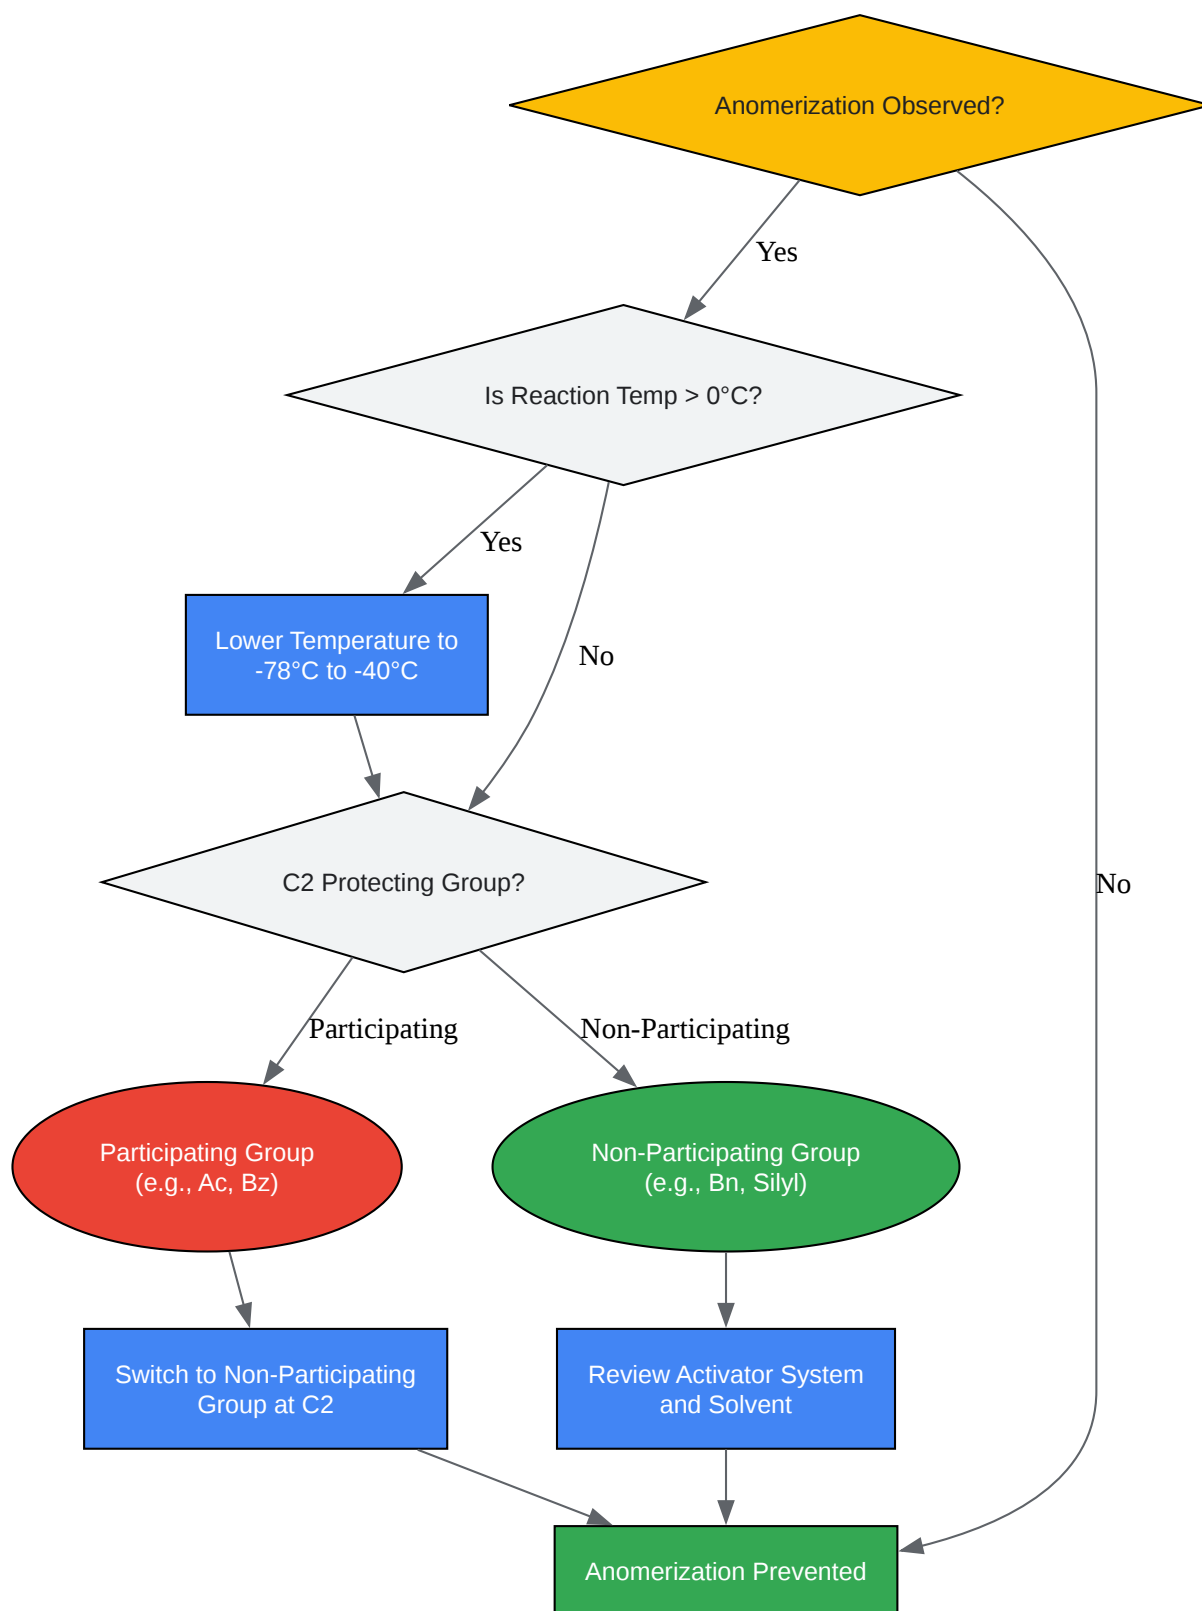 Anomerization Observed?
Yes
Is Reaction Temp > 0°C?
Yes
Lower Temperature to
-78°C to -40°C
No
C2 Protecting Group?
No
Participating
Non-Participating
Participating Group
(e.g., Ac, Bz)
Non-Participating Group
(e.g., Bn, Silyl)
Switch to Non-Participating
Group at C2
Review Activator System
and Solvent
Anomerization Prevented